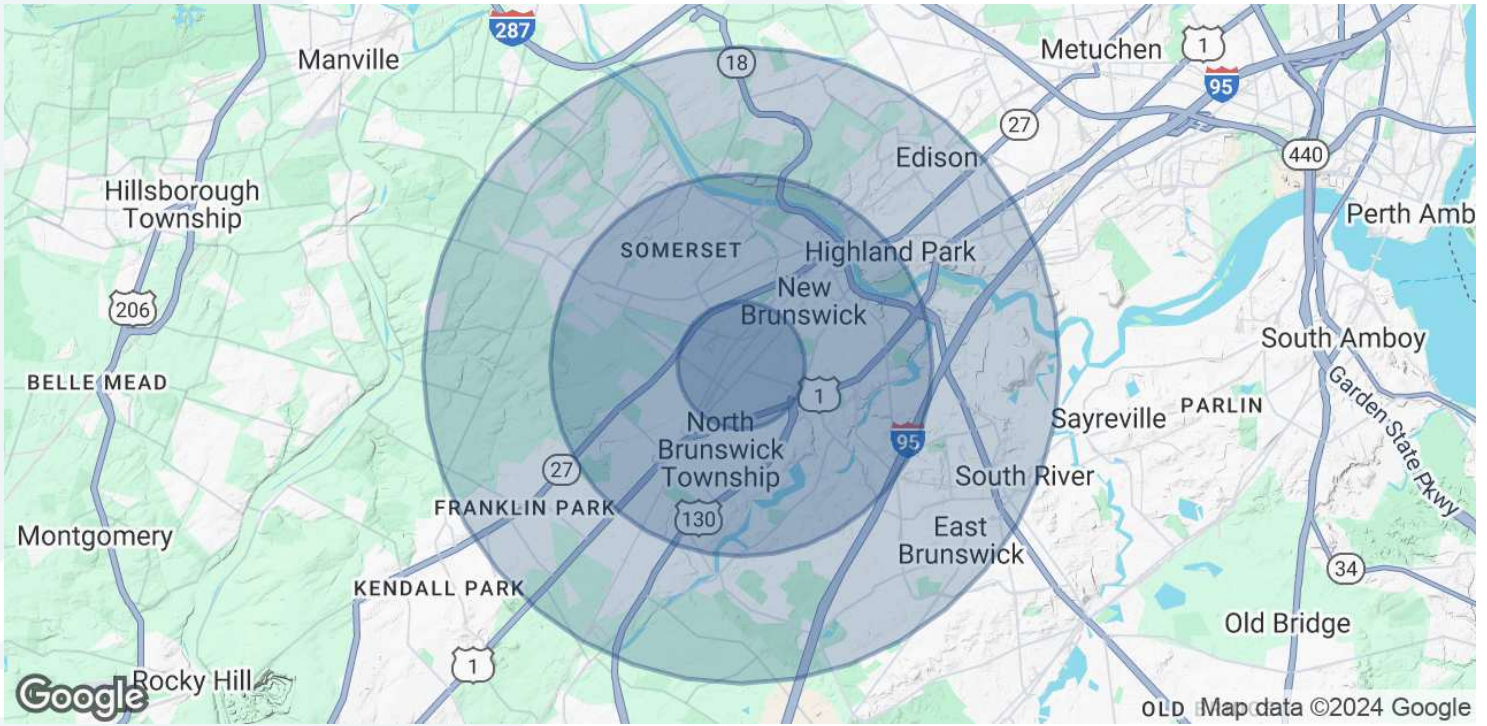 287
Manville
18
Metuchen
1
95
27
Edison
440
Hillsborough
Township
Perth Amb
SOMERSET
Highland Park
New
Brunswick
206
South Amboy
BELLE MEAD
1
Garden State Pkwy
PARLIN
Sayreville
North
Brunswick
Township
95
27
South River
FRANKLIN PARK
130
East
Brunswick
Montgomery
34
KENDALL PARK
Old Bridge
1
Rocky Hill
Google
OLD
Map data ©2024 Google